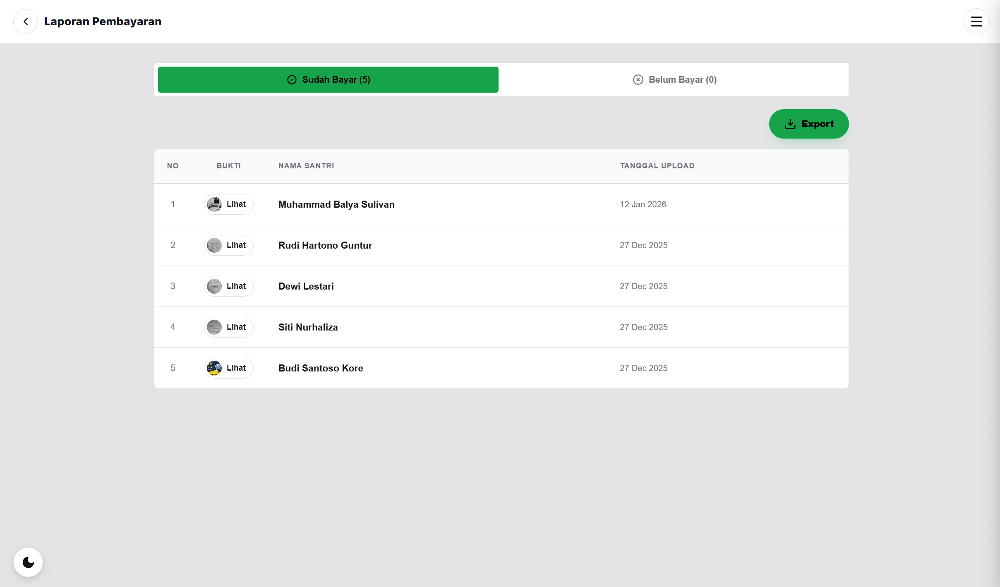 Laporan Pembayaran
Sudah Bayar (5)
Belum Bayar (0)
Export
NO BUKTI NAMA SANTRI TANGGAL UPLOAD
1 Lihat Muhammad Balya Sulivan 12 Jan 2026
2 Lihat Rudi Hartono Guntur 27 Dec 2025
3 Lihat Dewi Lestari 27 Dec 2025
4 Lihat Siti Nurhaliza 27 Dec 2025
5 Lihat Budi Santoso Kore 27 Dec 2025